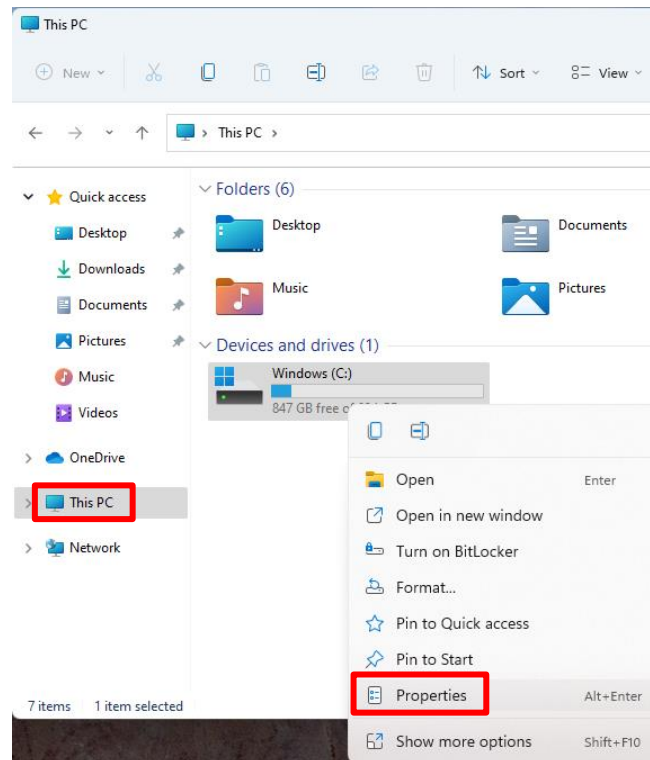 This PC
New
Sort
View
This PC
Quick access
Desktop
Downloads
Documents
Pictures
Music
Videos
OneDrive
This PC
Network
Folders (6)
Desktop
Documents
Music
Pictures
Devices and drives (1)
Windows (C:)
847 GB free
Open Enter
Open in new window
Turn on BitLocker
Format...
Pin to Quick access
Pin to Start
Properties Alt+Enter
Show more options Shift+F10
7 items 1 item selected